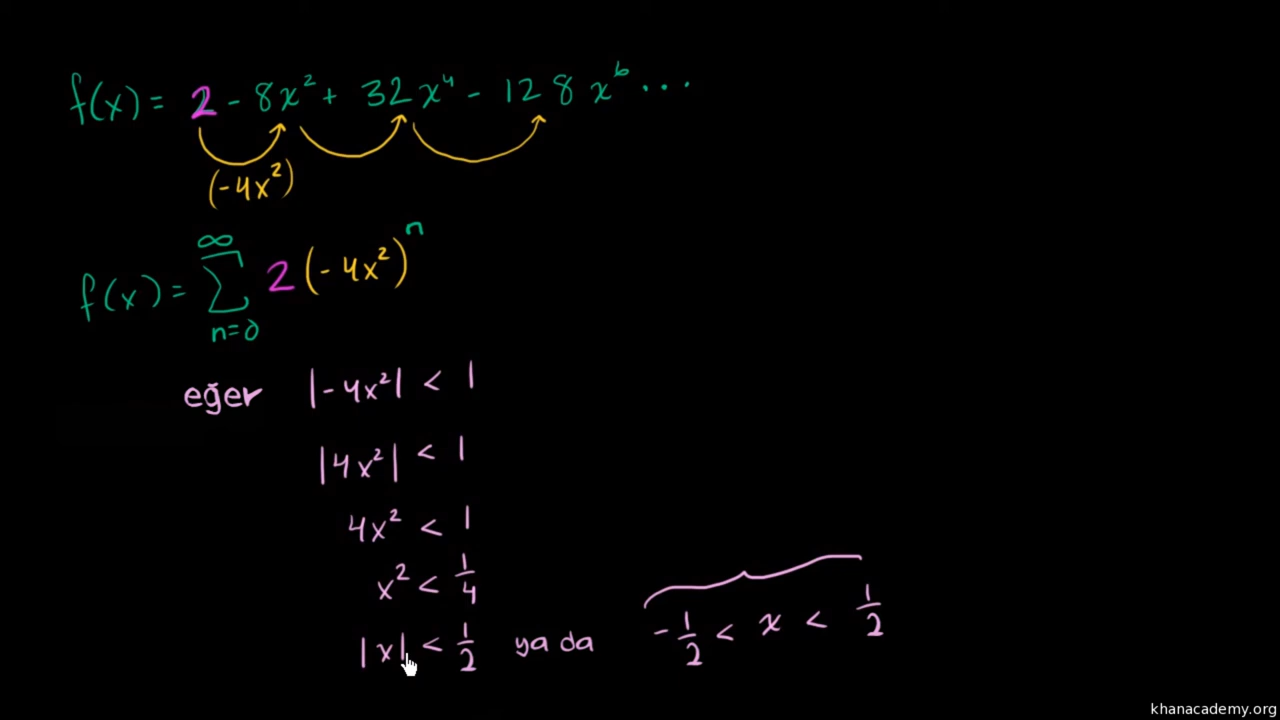 f(x) = 2 - 8x² + 32x⁴ - 128x⁶ ...
(-4x²)
f(x) = ∞ Σ n=0 2(-4x²)ⁿ
eğer |-4x²| < 1
|4x²| < 1
4x² < 1
x² < 1/4
|x| < 1/2 ya da -1/2 < x < 1/2
khanacademy.org